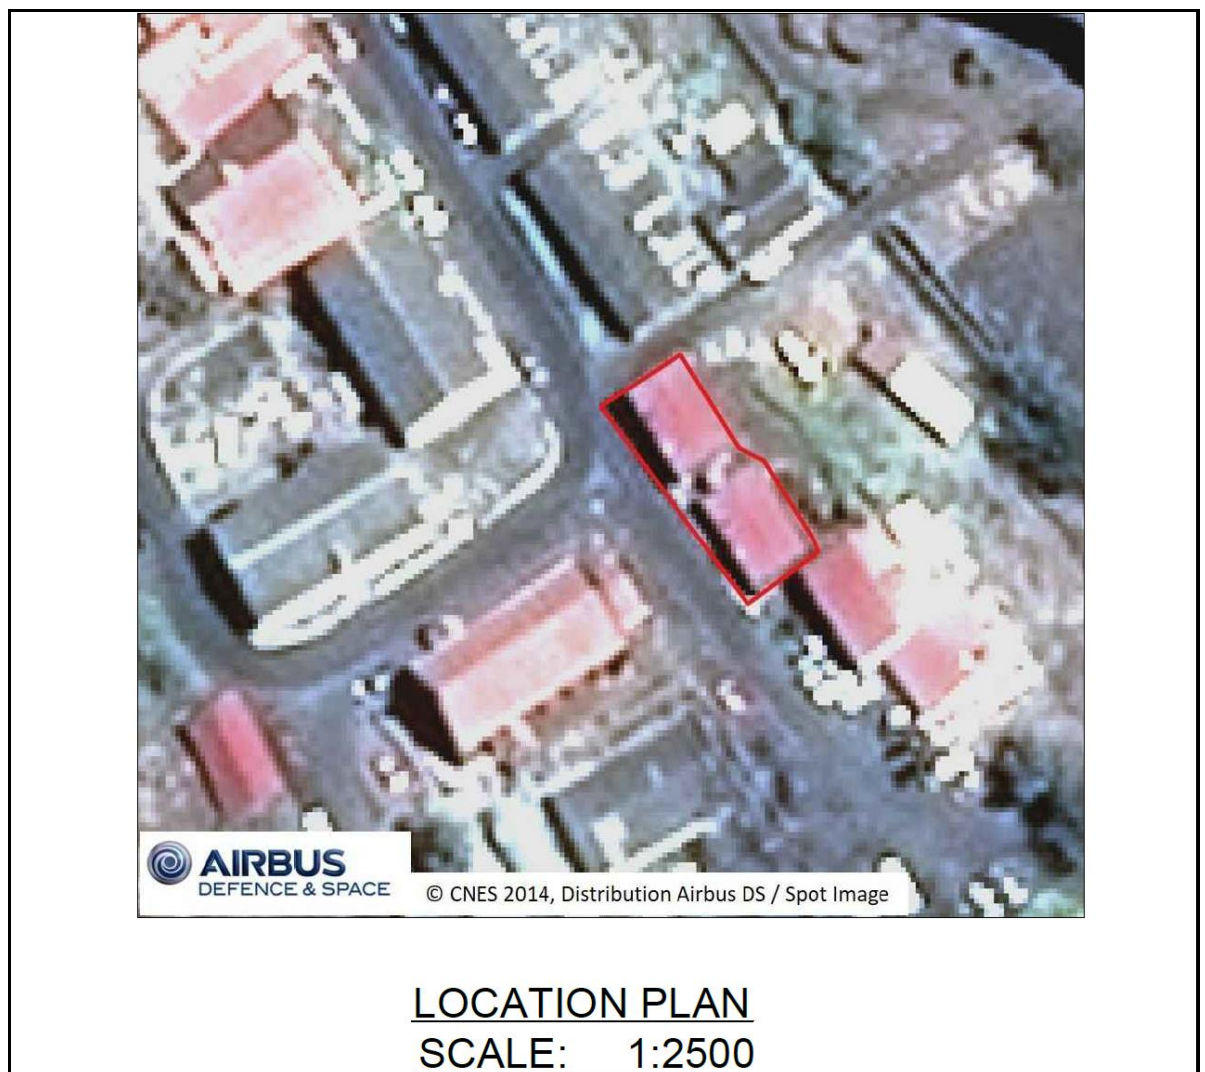 AIRBUS
DEFENCE & SPACE
© CNES 2014, Distribution Airbus DS / Spot Image
LOCATION PLAN
SCALE: 1:2500